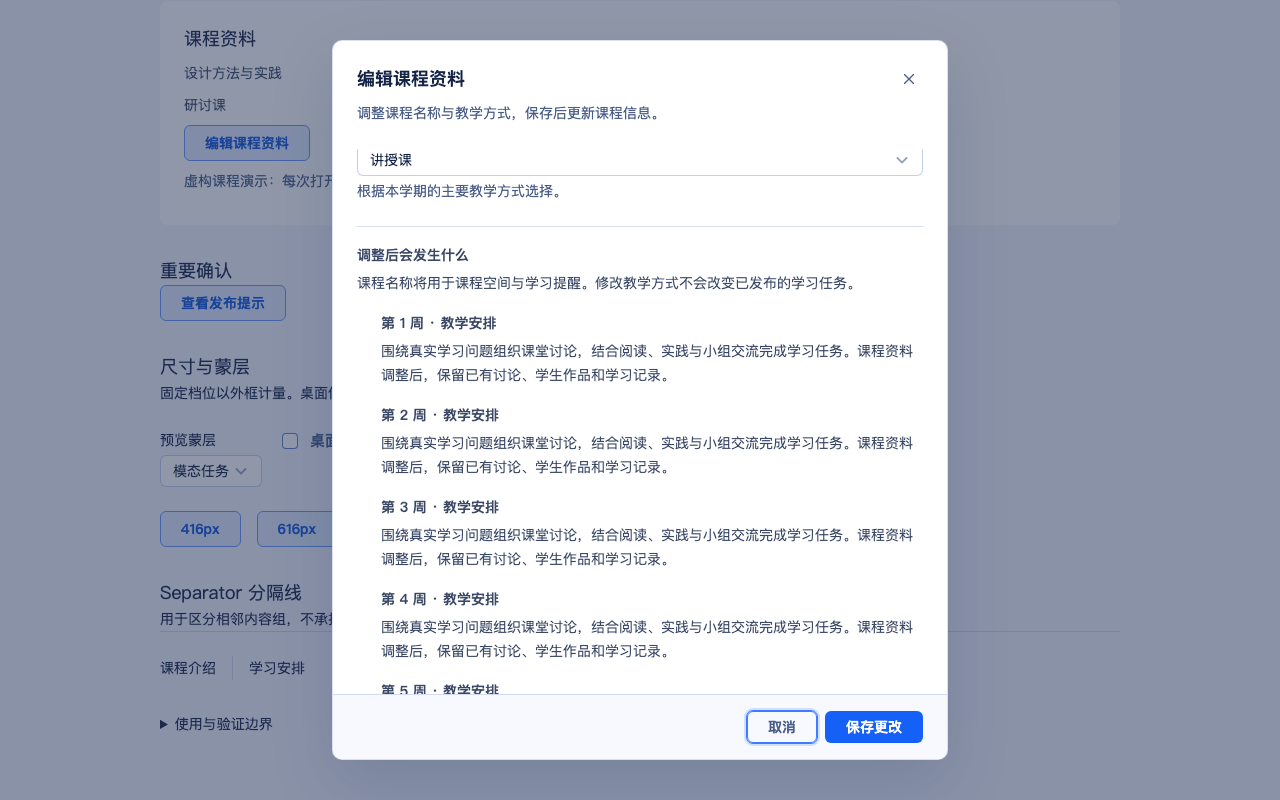 课程资料
设计方法与实践
研讨课
编辑课程资料
虚构课程演示：每次打开
重要确认
查看发布提示
尺寸与蒙层
固定档位以外框计量。桌面
预览蒙层
桌面
模态任务
416px
616px
Separator 分隔线
用于区分相邻内容组，不承
课程介绍
学习安排
使用与验证边界
编辑课程资料
调整课程名称与教学方式，保存后更新课程信息。
讲授课
根据本学期的主要教学方式选择。
调整后会发生什么
课程名称将用于课程空间与学习提醒。修改教学方式不会改变已发布的学习任务。
第 1 周 · 教学安排
围绕真实学习问题组织课堂讨论，结合阅读、实践与小组交流完成学习任务。课程资料
调整后，保留已有讨论、学生作品和学习记录。
第 2 周 · 教学安排
围绕真实学习问题组织课堂讨论，结合阅读、实践与小组交流完成学习任务。课程资料
调整后，保留已有讨论、学生作品和学习记录。
第 3 周 · 教学安排
围绕真实学习问题组织课堂讨论，结合阅读、实践与小组交流完成学习任务。课程资料
调整后，保留已有讨论、学生作品和学习记录。
第 4 周 · 教学安排
围绕真实学习问题组织课堂讨论，结合阅读、实践与小组交流完成学习任务。课程资料
调整后，保留已有讨论、学生作品和学习记录。
第 5 周 · 教学安排
取消
保存更改